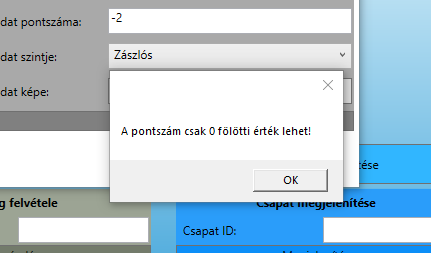 dat pontszáma: -2
dat szintje: Zászlós
dat képe:
A pontszám csak 0 fölötti érték lehet!
OK
tése
g felvétele
Csapat megjelenítése
Csapat ID: